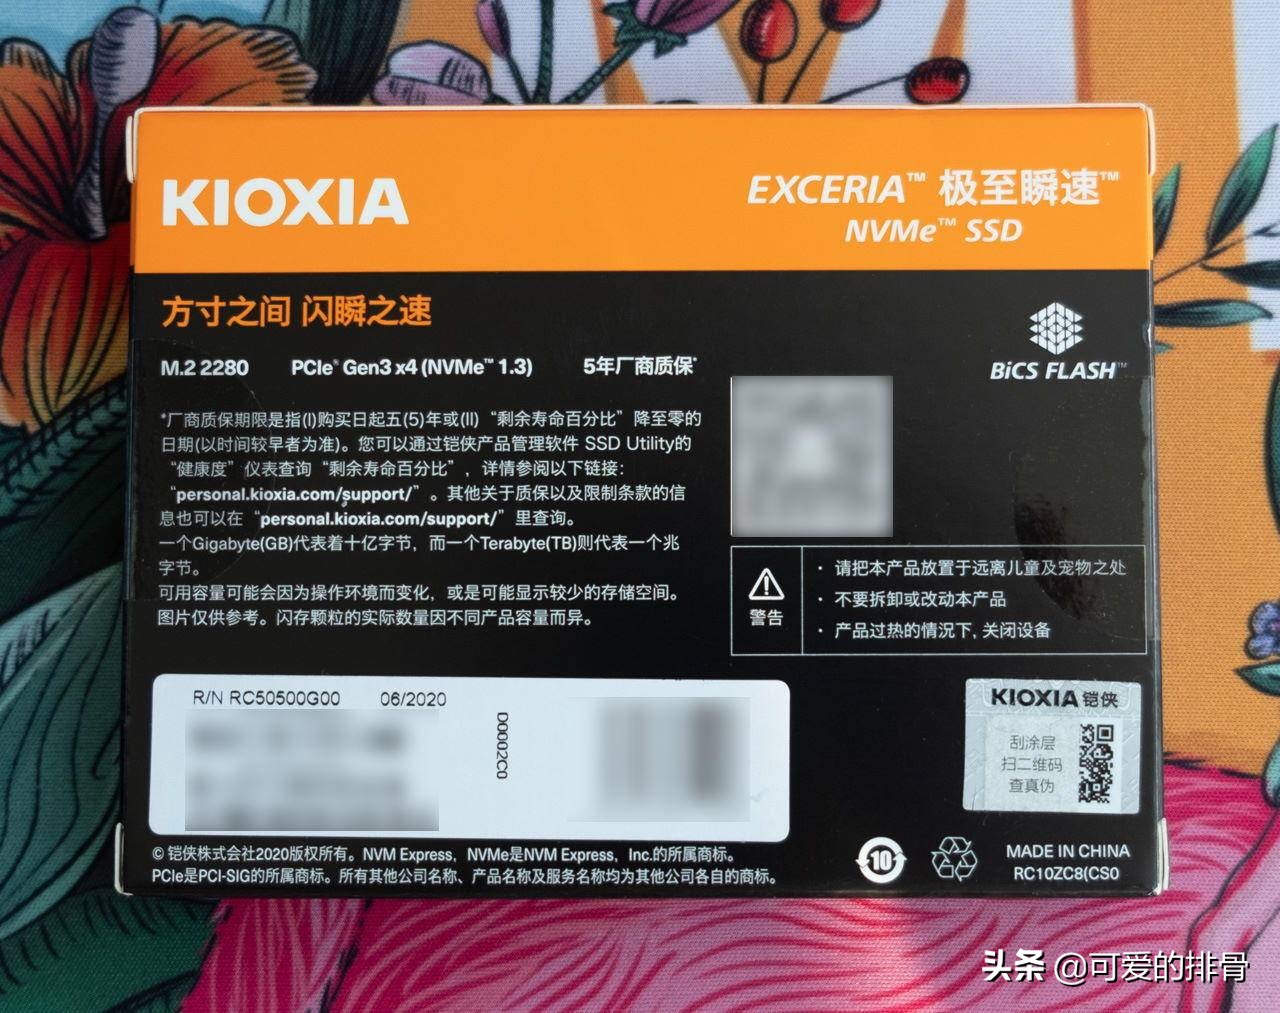 KIOXIA
EXCERIA™ 极至瞬速™
NVMe™ SSD
方寸之间 闪瞬之速
M.2 2280 PCIe® Gen3 x4 (NVMe™ 1.3) 5年厂商质保*
BiCS FLASH™
*厂商质保期限是指(I)购买日起五(5)年或(II)“剩余寿命百分比”降至零的
日期(以时间较早者为准)。您可以通过铠侠产品管理软件 SSD Utility的
“健康度”仪表查询“剩余寿命百分比”，详情参阅以下链接：
“personal.kioxia.com/support/”。其他关于质保以及限制条款的信
息也可以在“personal.kioxia.com/support/”里查询。
一个Gigabyte(GB)代表着十亿字节，而一个Terabyte(TB)则代表一个兆
字节。
可用容量可能会因为操作环境而变化，或是可能显示较少的存储空间。
图片仅供参考。闪存颗粒的实际数量因不同产品容量而异。
警告
· 请把本产品放置于远离儿童及宠物之处
· 不要拆卸或改动本产品
· 产品过热的情况下, 关闭设备
R/N RC50500G00 06/2020
D0002C0
KIOXIA 铠侠
刮涂层
扫二维码
查真伪
© 铠侠株式会社2020版权所有。NVM Express，NVMe是NVM Express，Inc.的所属商标。
PCIe是PCI-SIG的所属商标。所有其他公司名称、产品名称及服务名称均为其他公司各自的商标。
10
MADE IN CHINA
RC10ZC8(CS0
头条 @可爱的排骨